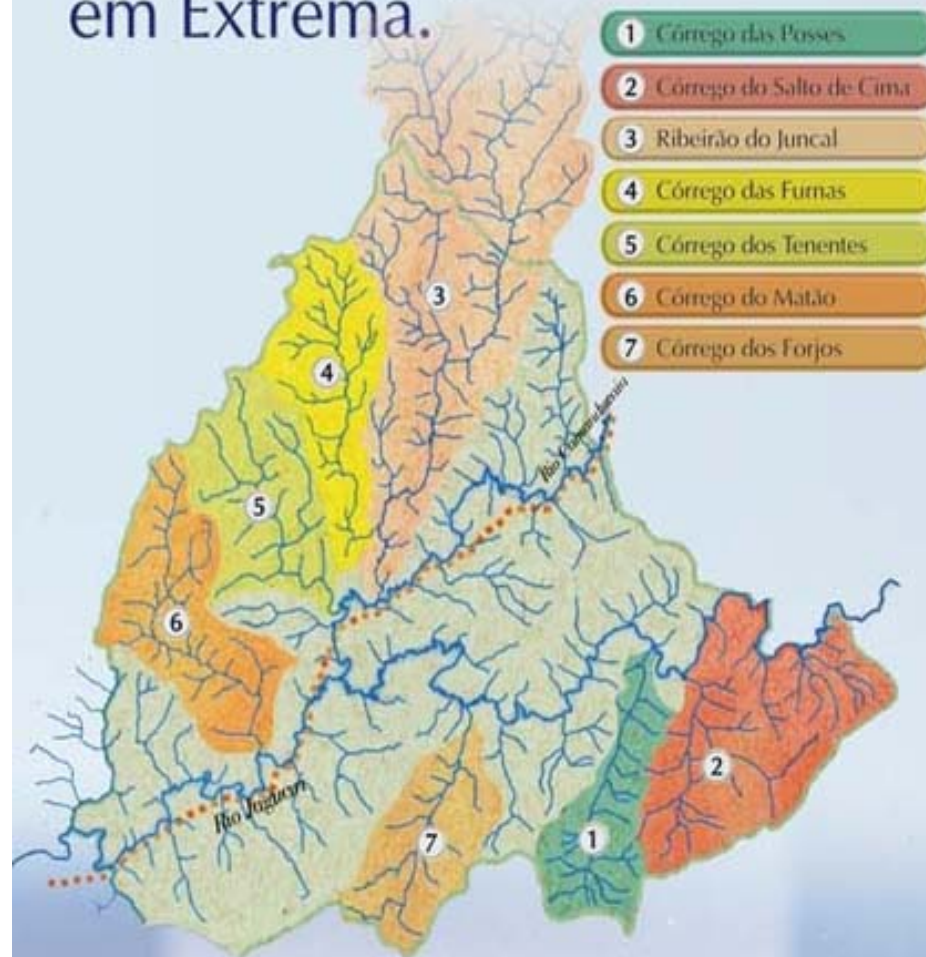 em Extrema.
1 Córrego das Posses
2 Córrego do Salto de Cima
3 Ribeirão do Juncal
4 Córrego das Furnas
5 Córrego dos Tenentes
6 Córrego do Matão
7 Córrego dos Forjos
3
4
Rio
5
6
2
Rio Jaguari
7
1